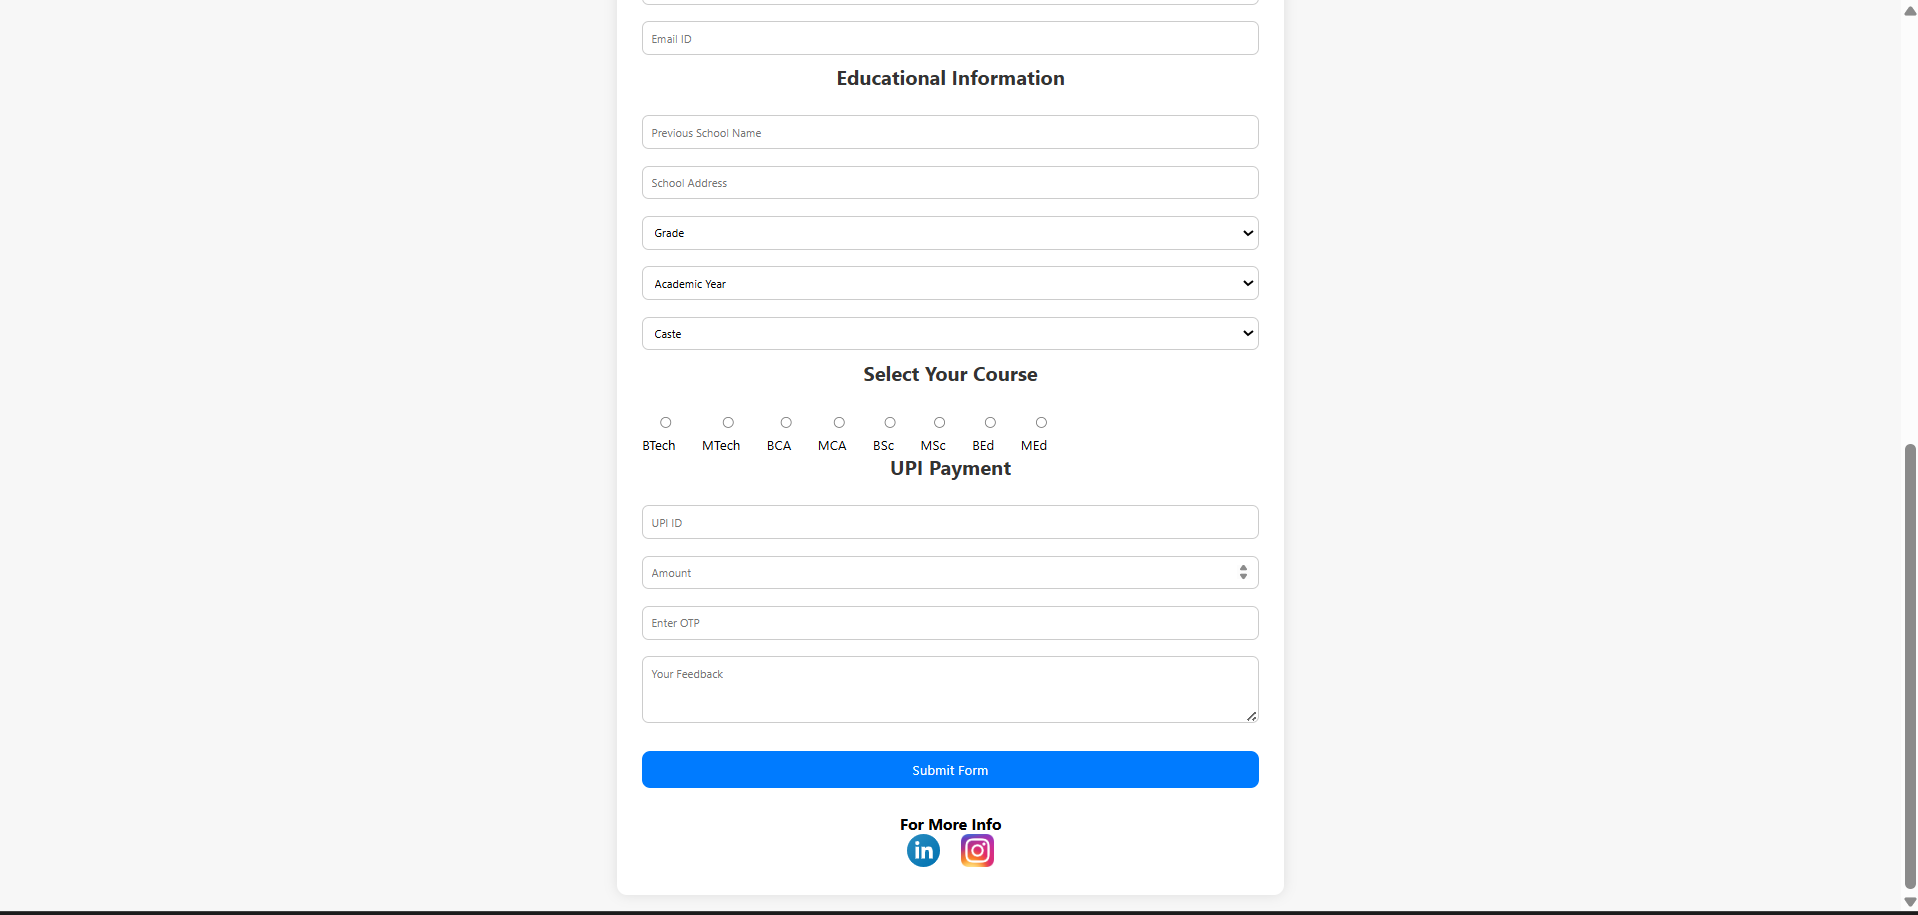 Email ID
Educational Information
Previous School Name
School Address
Grade
Academic Year
Caste
Select Your Course
BTech MTech BCA MCA BSc MSc BEd MEd
UPI Payment
UPI ID
Amount
Enter OTP
Your Feedback
Submit Form
For More Info
in